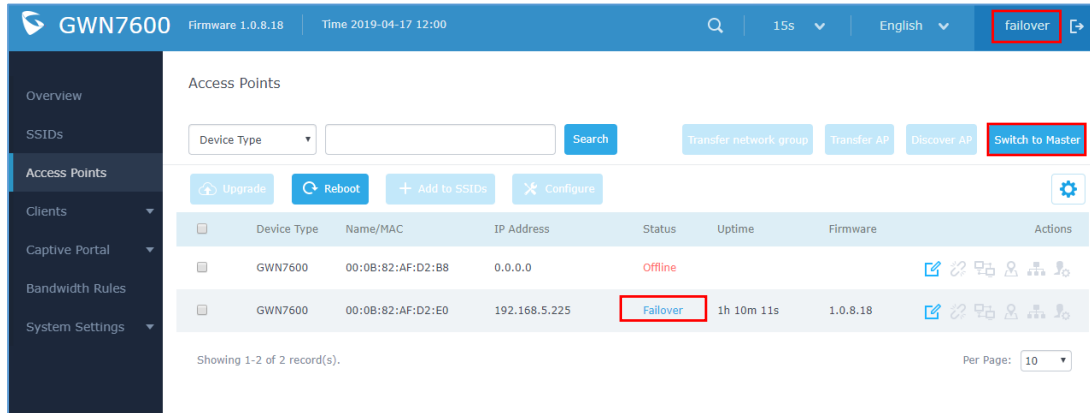 GWN7600 Firmware 1.0.8.18 Time 2019-04-17 12:00 15s English failover
Overview
SSIDs
Access Points
Clients
Captive Portal
Bandwidth Rules
System Settings
Access Points
Device Type Search Transfer network group Transfer AP Discover AP Switch to Master
Upgrade Reboot Add to SSIDs Configure
Device Type Name/MAC IP Address Status Uptime Firmware Actions
GWN7600 00:0B:82:AF:D2:B8 0.0.0.0 Offline
GWN7600 00:0B:82:AF:D2:E0 192.168.5.225 Failover 1h 10m 11s 1.0.8.18
Showing 1-2 of 2 record(s). Per Page: 10